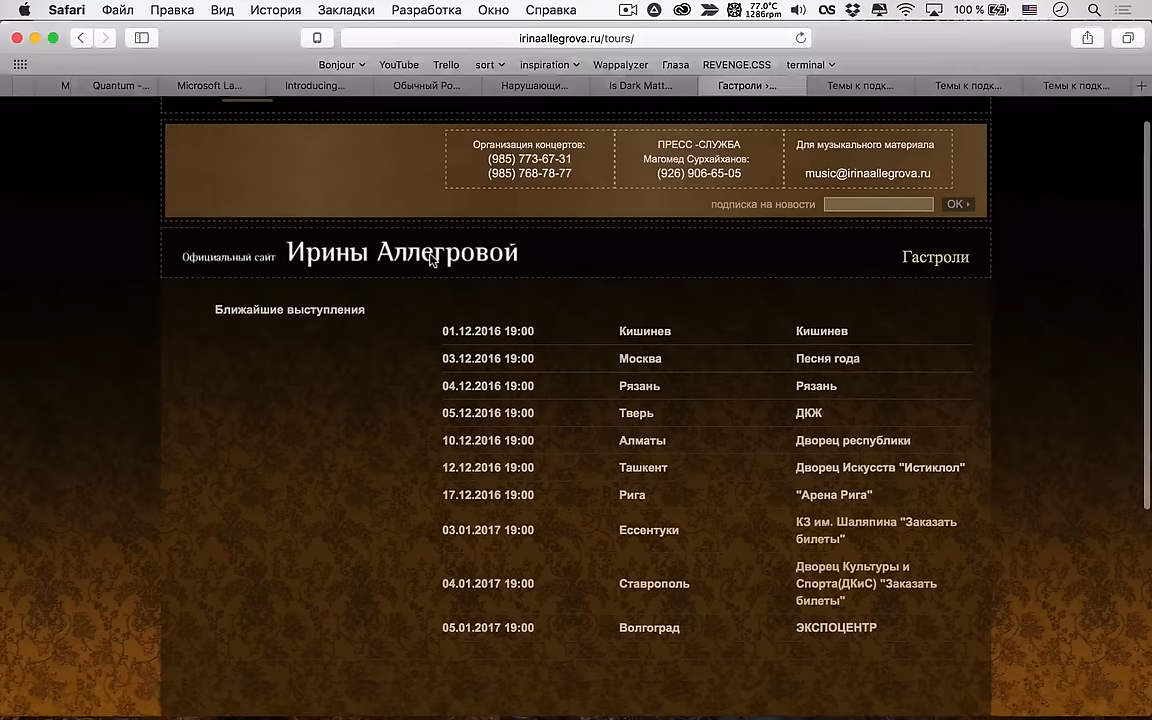 Safari Файл Правка Вид История Закладки Разработка Окно Справка 77.0°C 1286rpm 100 %
irinaallegrova.ru/tours/
Bonjour YouTube Trello sort inspiration Wappalyzer Глаза REVENGE.CSS terminal
M Quantum -... Microsoft La... Introducing... Обычный Ро... Нарушающи... Is Dark Matt... Гастроли ›... Темы к подк... Темы к подк... Темы к подк...
Организация концертов: ПРЕСС -СЛУЖБА Для музыкального материала
(985) 773-67-31 Магомед Сурхайханов:
(985) 768-78-77 (926) 906-65-05 music@irinaallegrova.ru
подписка на новости OK
Официальный сайт Ирины Аллегровой Гастроли
Ближайшие выступления
01.12.2016 19:00 Кишинев Кишинев
03.12.2016 19:00 Москва Песня года
04.12.2016 19:00 Рязань Рязань
05.12.2016 19:00 Тверь ДКЖ
10.12.2016 19:00 Алматы Дворец республики
12.12.2016 19:00 Ташкент Дворец Искусств "Истиклол"
17.12.2016 19:00 Рига "Арена Рига"
03.01.2017 19:00 Ессентуки КЗ им. Шаляпина "Заказать
билеты"
04.01.2017 19:00 Ставрополь Дворец Культуры и
Спорта(ДКиС) "Заказать
билеты"
05.01.2017 19:00 Волгоград ЭКСПОЦЕНТР